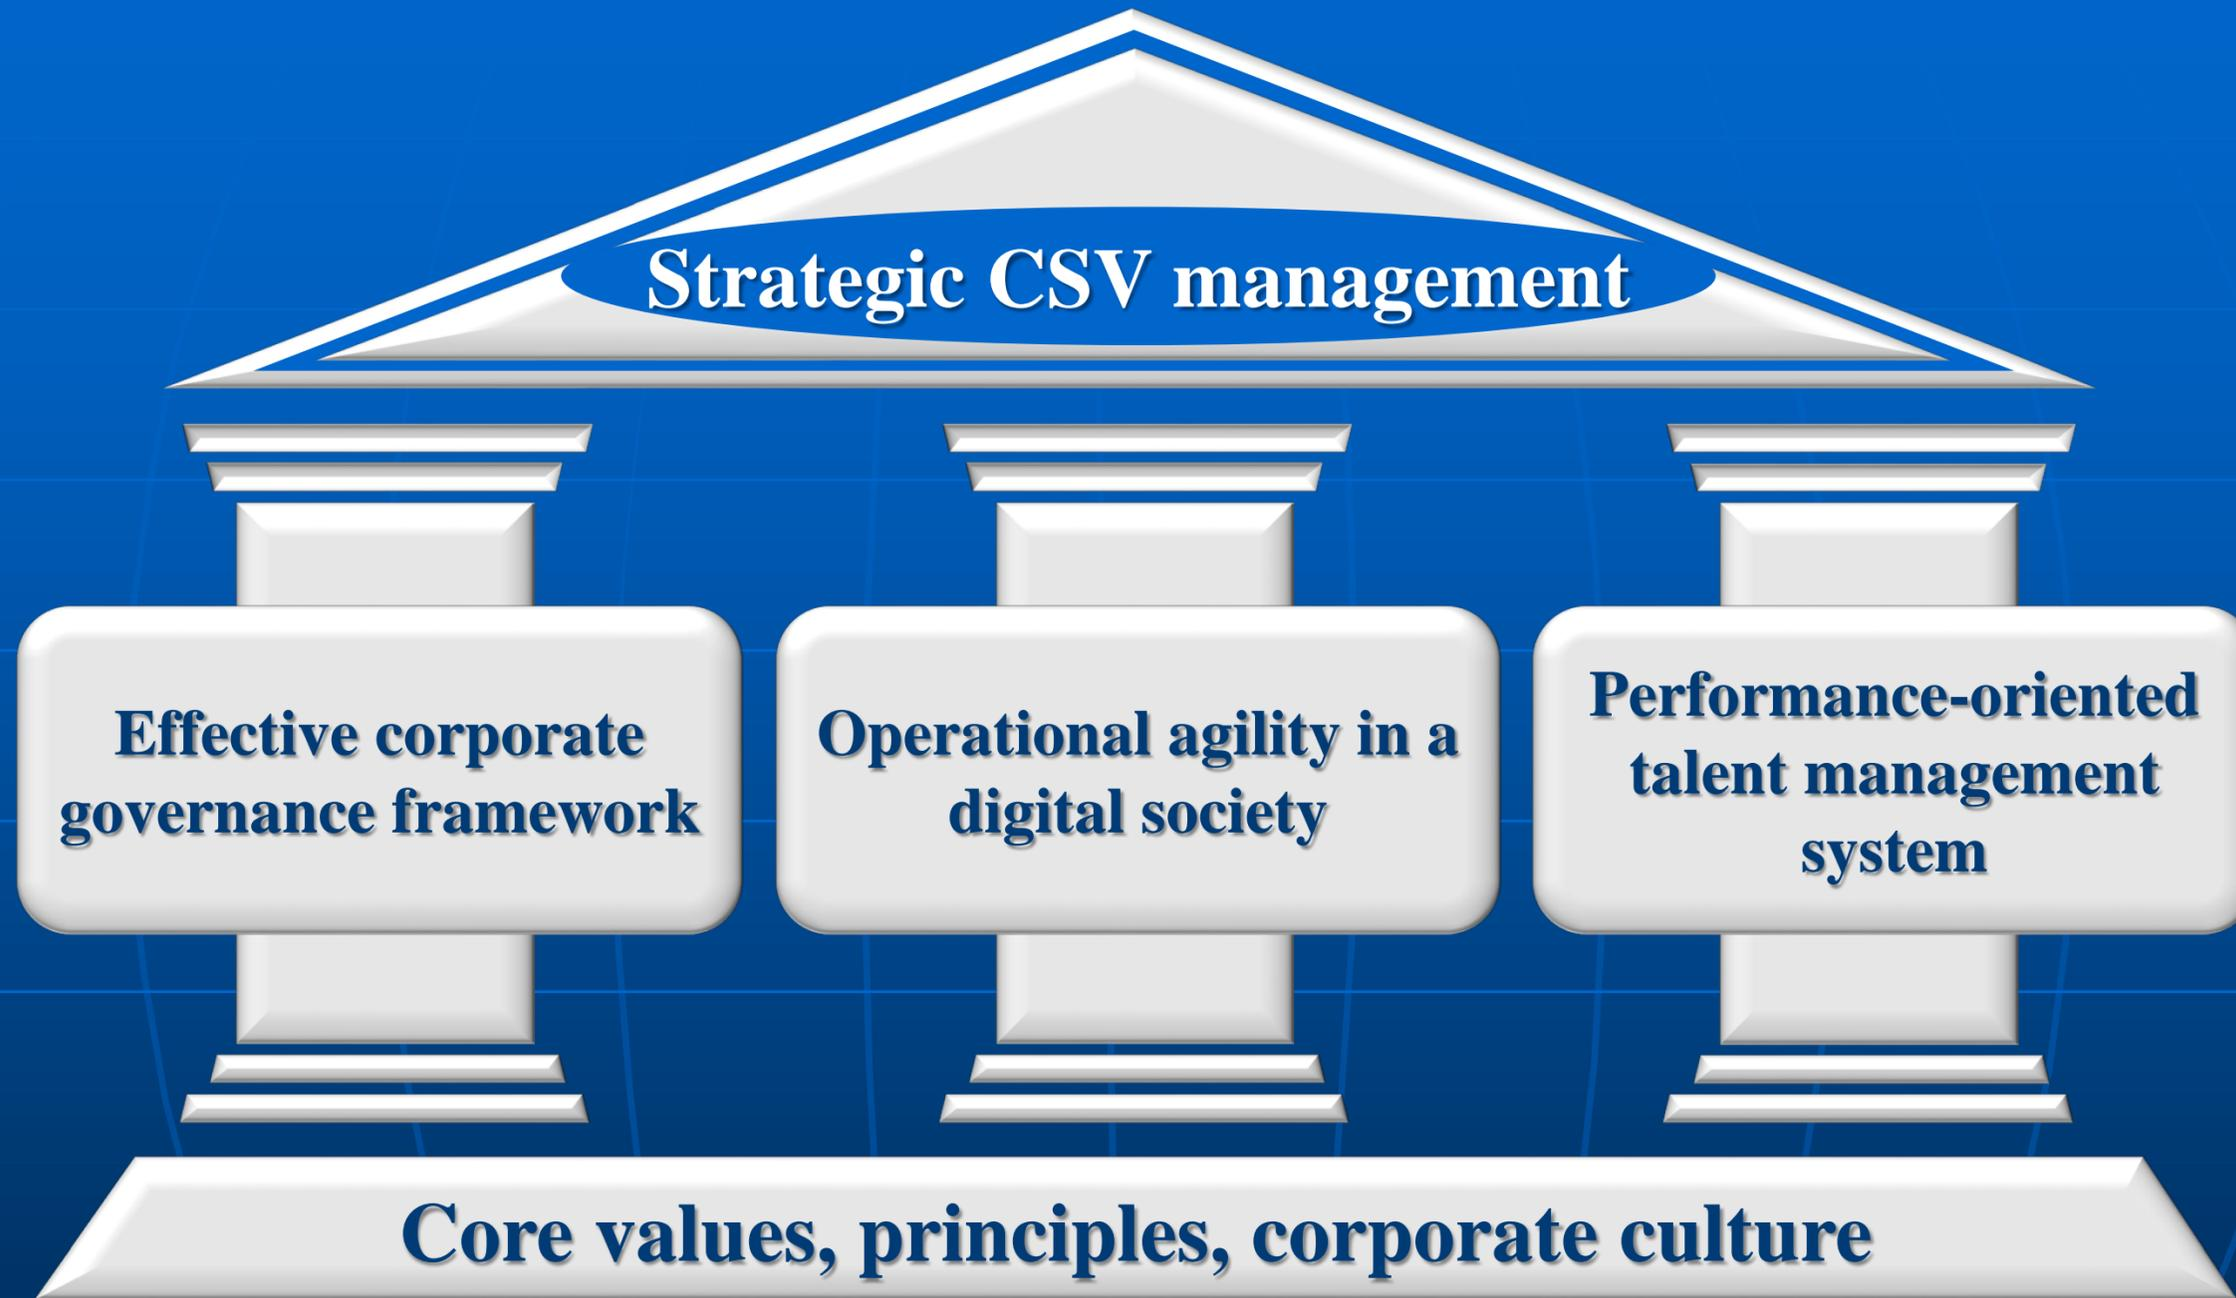 Strategic CSV management
Effective corporate
governance framework
Operational agility in a
digital society
Performance-oriented
talent management
system
Core values, principles, corporate culture